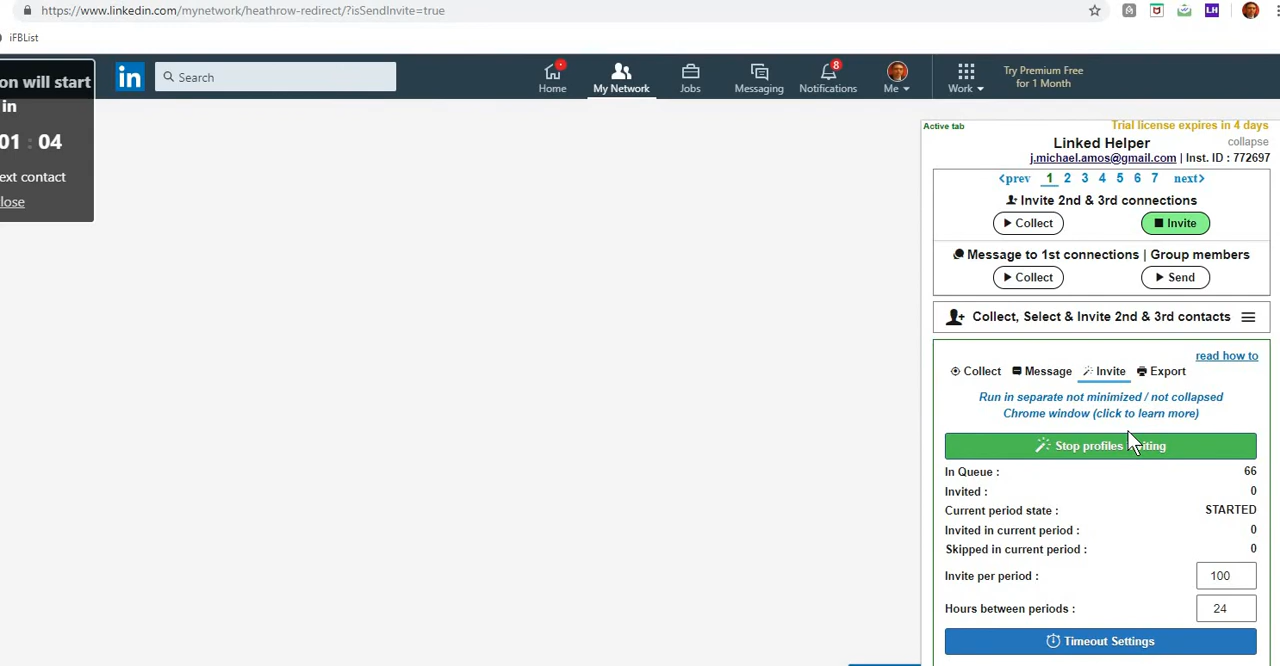 https://www.linkedin.com/mynetwork/heathrow-redirect/?isSendInvite=true
LH
iFBList
on will start
in
01 : 04
ext contact
lose
in
Search
Home
My Network
Jobs
Messaging
8
Notifications
Me
Work
Try Premium Free
for 1 Month
Active tab
Trial license expires in 4 days
Linked Helper
collapse
j.michael.amos@gmail.com | Inst. ID : 772697
<prev 1 2 3 4 5 6 7 next>
Invite 2nd & 3rd connections
Collect
Invite
Message to 1st connections | Group members
Collect
Send
Collect, Select & Invite 2nd & 3rd contacts
read how to
Collect
Message
Invite
Export
Run in separate not minimized / not collapsed
Chrome window (click to learn more)
Stop profiles iting
In Queue : 66
Invited : 0
Current period state : STARTED
Invited in current period : 0
Skipped in current period : 0
Invite per period : 100
Hours between periods : 24
Timeout Settings